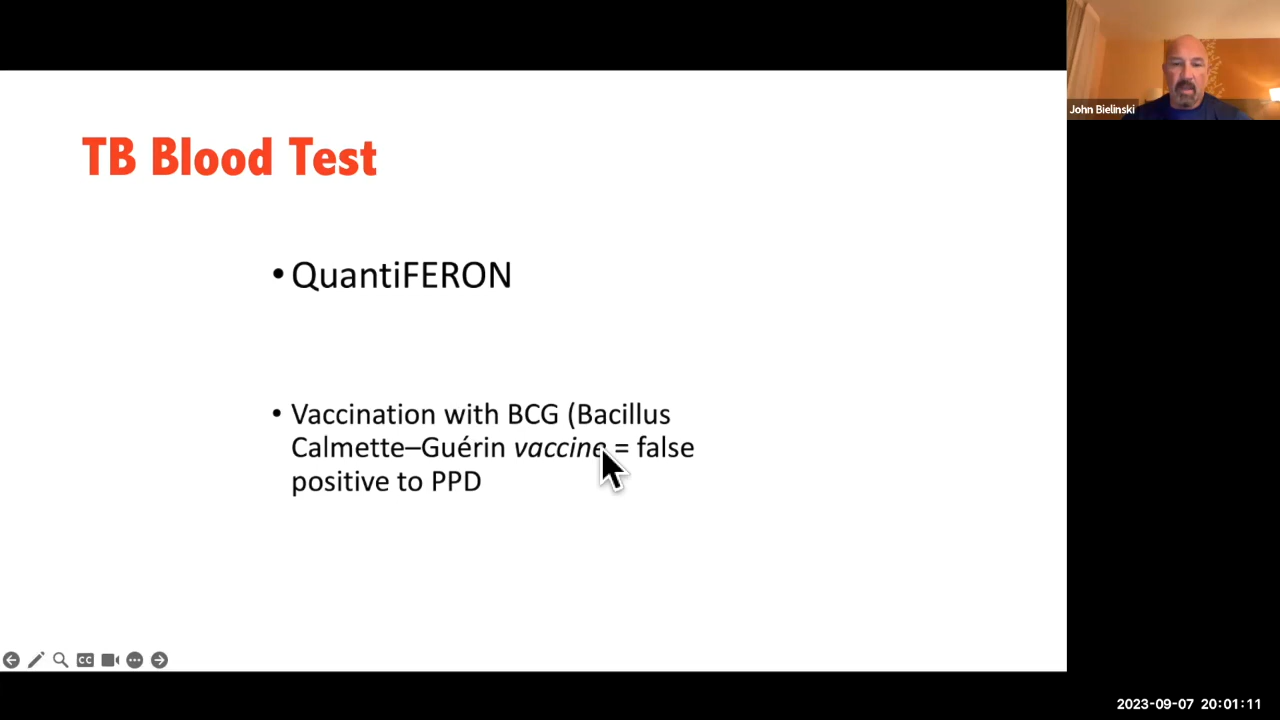 John Bielinski
TB Blood Test
• QuantiFERON
• Vaccination with BCG (Bacillus
Calmette–Guérin vaccine = false
positive to PPD
CC
2023-09-07 20:01:11